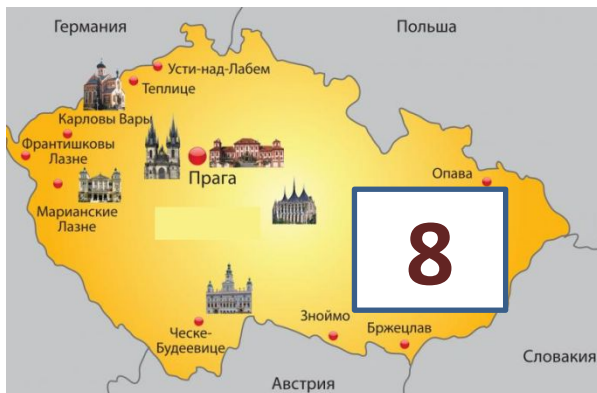 Германия
Польша
Усти-над-Лабем
Теплице
Карловы Вары
Франтишковы
Лазне
Прага
Опава
Марианские
Лазне
8
Зноймо
Бржецлав
Ческе-
Будеевице
Словакия
Австрия